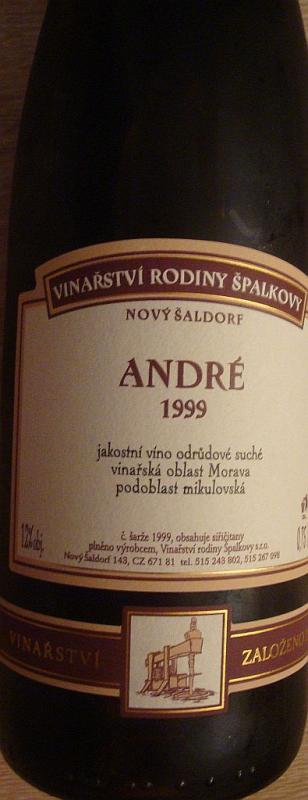 VINAŘSTVÍ RODINY ŠPALKOVY
NOVÝ ŠALDORF
ANDRÉ
1999
jakostní víno odrůdové suché
vinařská oblast Morava
podoblast mikulovská
12% obj.
č. šarže 1999, obsahuje siřičitany
plněno výrobcem, Vinařství rodiny Špalkovy s.r.o.
Nový Šaldorf 143, CZ 671 81 tel. 515 243 802, 515 267 098
VINAŘSTVÍ
ZALOŽENO